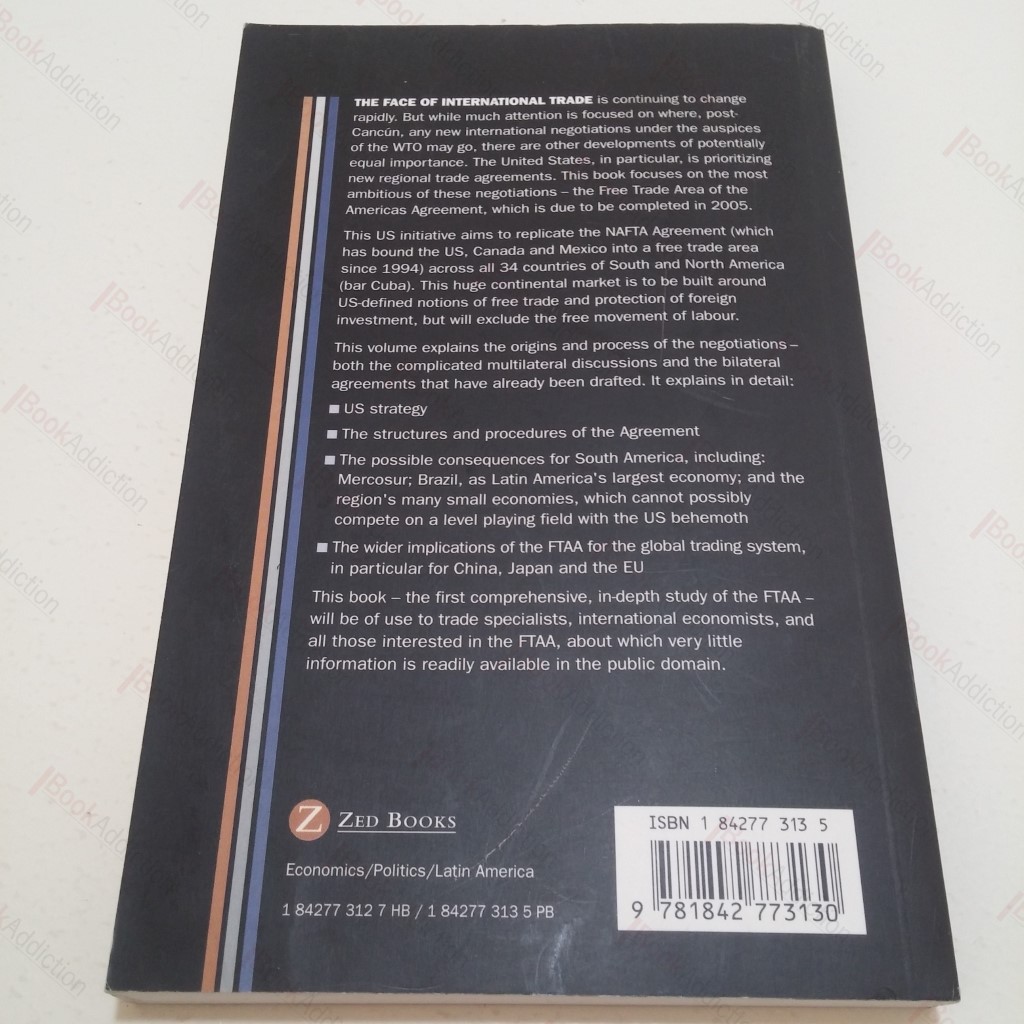 THE FACE OF INTERNATIONAL TRADE is continuing to change
rapidly. But while much attention is focused on where, post-
Cancún, any new international negotiations under the auspices
of the WTO may go, there are other developments of potentially
equal importance. The United States, in particular, is prioritizing
new regional trade agreements. This book focuses on the most
ambitious of these negotiations – the Free Trade Area of the
Americas Agreement, which is due to be completed in 2005.
This US initiative aims to replicate the NAFTA Agreement (which
has bound the US, Canada and Mexico into a free trade area
since 1994) across all 34 countries of South and North America
(bar Cuba). This huge continental market is to be built around
US-defined notions of free trade and protection of foreign
investment, but will exclude the free movement of labour.
This volume explains the origins and process of the negotiations –
both the complicated multilateral discussions and the bilateral
agreements that have already been drafted. It explains in detail:
■ US strategy
■ The structures and procedures of the Agreement
■ The possible consequences for South America, including:
Mercosur; Brazil, as Latin America's largest economy; and the
region's many small economies, which cannot possibly
compete on a level playing field with the US behemoth
■ The wider implications of the FTAA for the global trading system,
in particular for China, Japan and the EU
This book – the first comprehensive, in-depth study of the FTAA –
will be of use to trade specialists, international economists, and
all those interested in the FTAA, about which very little
information is readily available in the public domain.
Z ZED BOOKS
Economics/Politics/Latin America
1 84277 312 7 HB / 1 84277 313 5 PB
ISBN 1 84277 313 5
9 781842 773130
BookAddiction